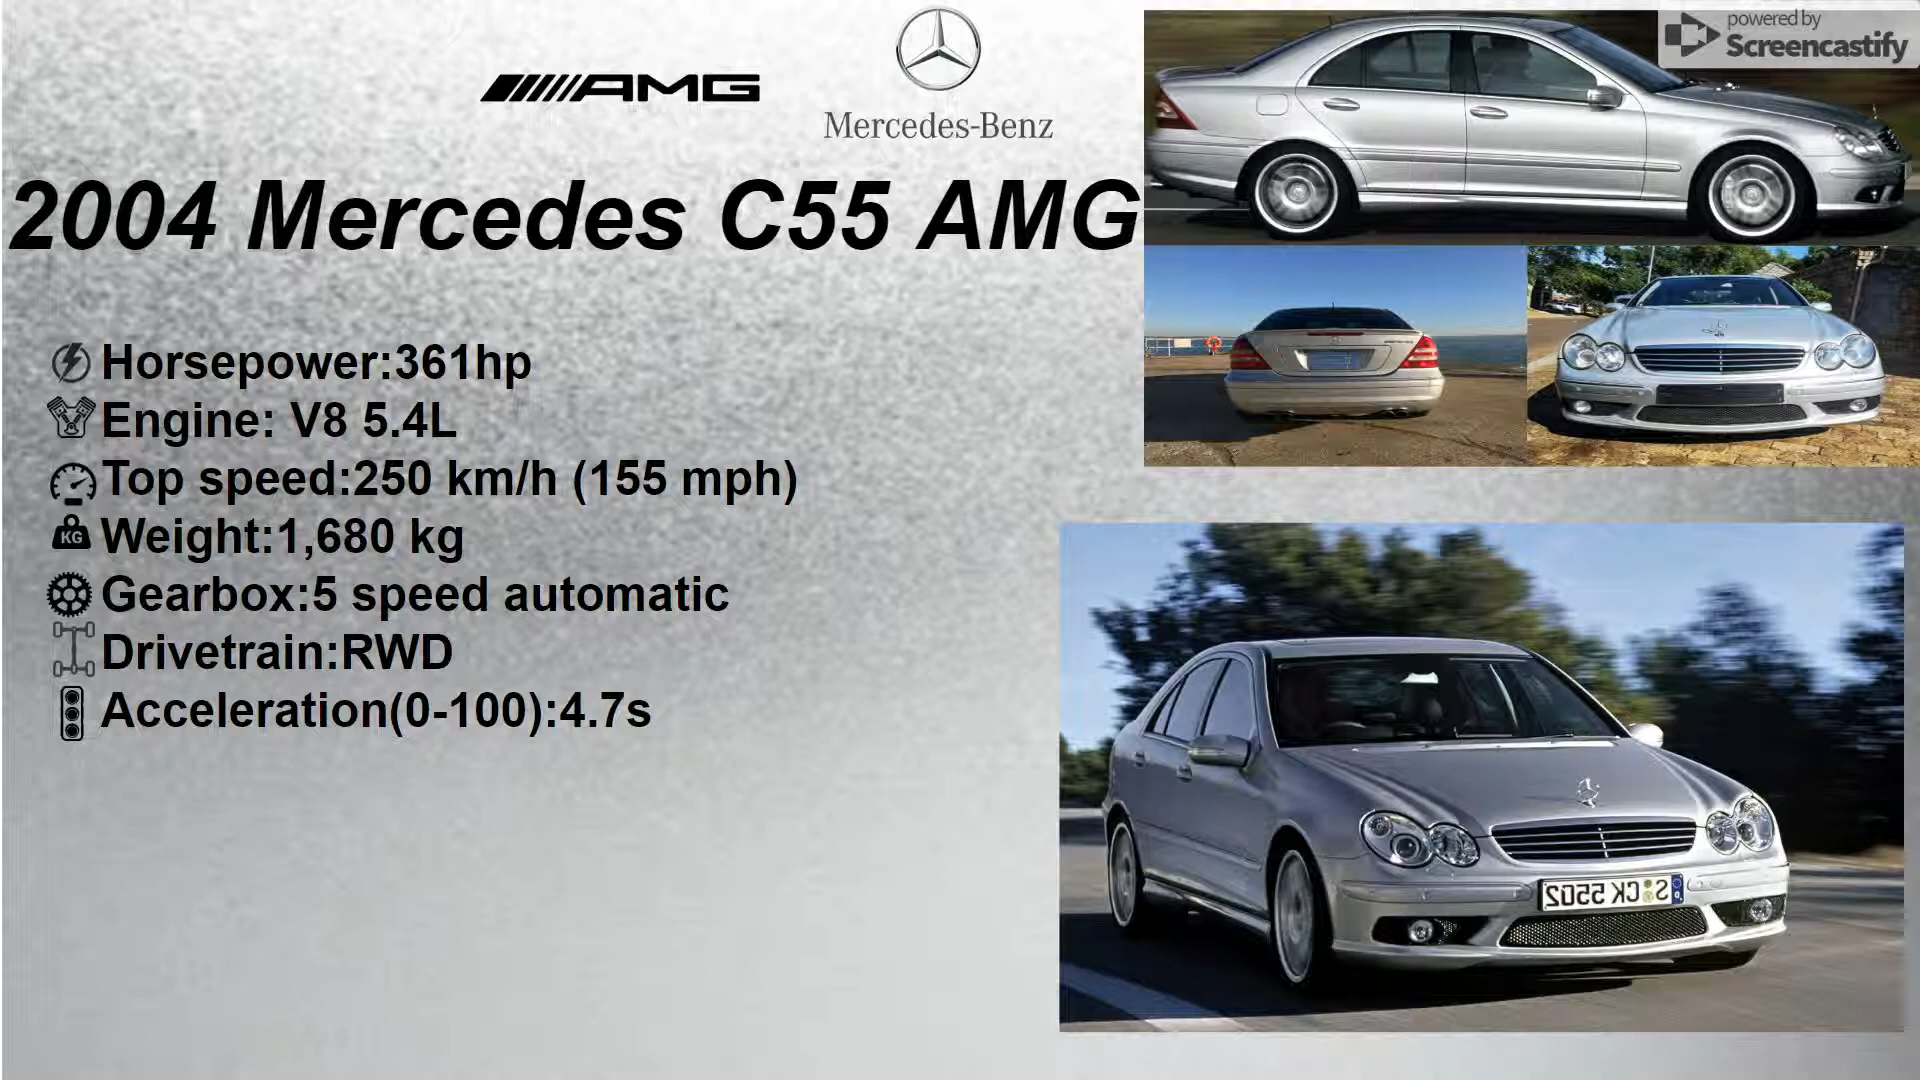 AMG
Mercedes-Benz
powered by
Screencastify
2004 Mercedes C55 AMG
Horsepower:361hp
Engine: V8 5.4L
Top speed:250 km/h (155 mph)
KG
Weight:1,680 kg
Gearbox:5 speed automatic
Drivetrain:RWD
Acceleration(0-100):4.7s
S CK 5502